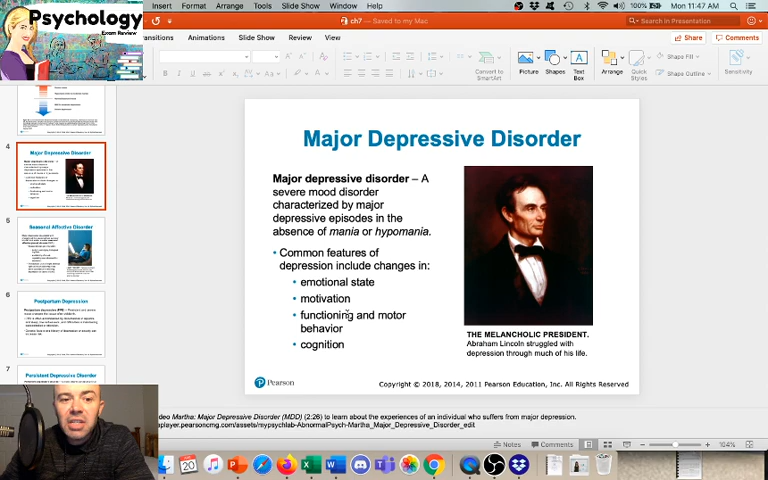 Insert Format Arrange Tools Slide Show Window Help
100% Mon 11:47 AM
Psychology
Exam Review
ch7 — Saved to my Mac
Search in Presentation
Animations Slide Show Review View
Share Comments
Convert to
SmartArt
Picture Shapes Text
Box
Arrange Quick
Styles
Shape Fill
Shape Outline
Sensitivity
4
Major Depressive Disorder
5
Seasonal Affective Disorder
6
Postpartum Depression
7
Persistent Depressive Disorder
Major Depressive Disorder
Major depressive disorder – A
severe mood disorder
characterized by major
depressive episodes in the
absence of mania or hypomania.
• Common features of
depression include changes in:
• emotional state
• motivation
• functioning and motor
behavior
• cognition
THE MELANCHOLIC PRESIDENT.
Abraham Lincoln struggled with
depression through much of his life.
Pearson
Copyright © 2018, 2014, 2011 Pearson Education, Inc. All Rights Reserved
deo Martha: Major Depressive Disorder (MDD) (2:26) to learn about the experiences of an individual who suffers from major depression.
aplayer.pearsoncmg.com/assets/mypsychlab-AbnormalPsych-Martha_Major_Depressive_Disorder_edit
Notes Comments
104%
20